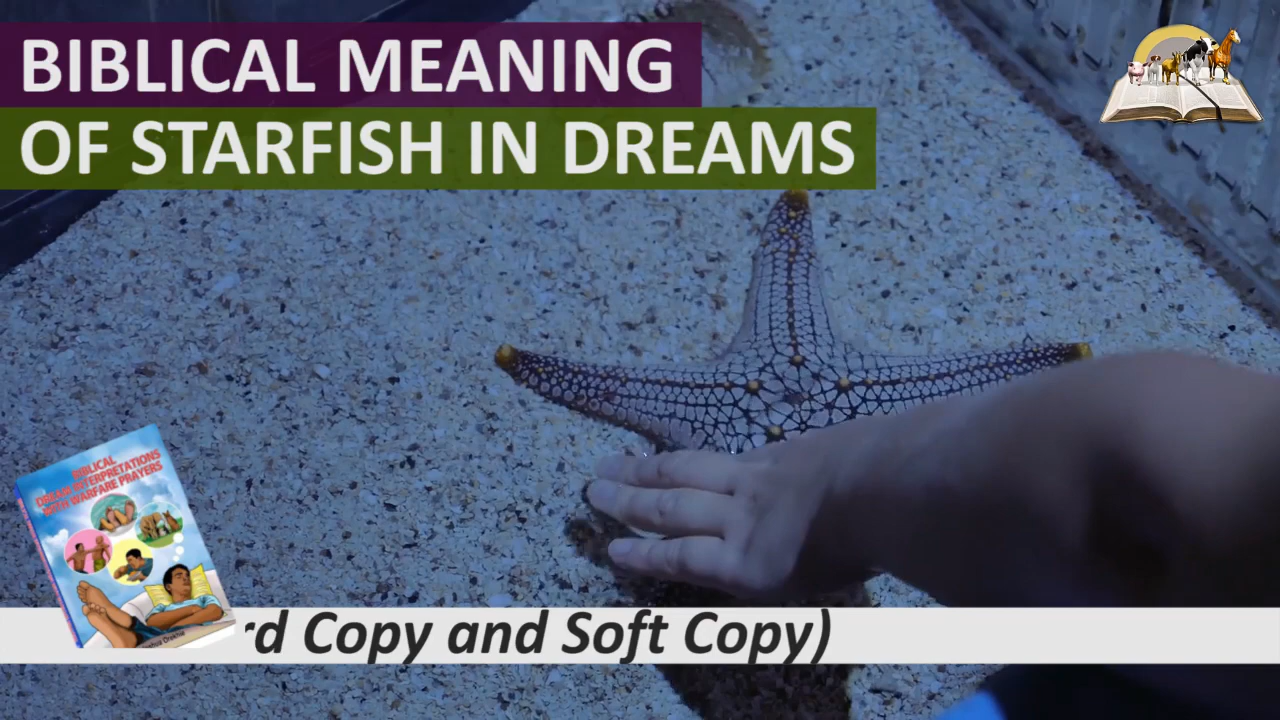 BIBLICAL MEANING
OF STARFISH IN DREAMS
BIBLICAL
DREAM INTERPRETATIONS
WITH WARFARE PRAYERS
rd Copy and Soft Copy)